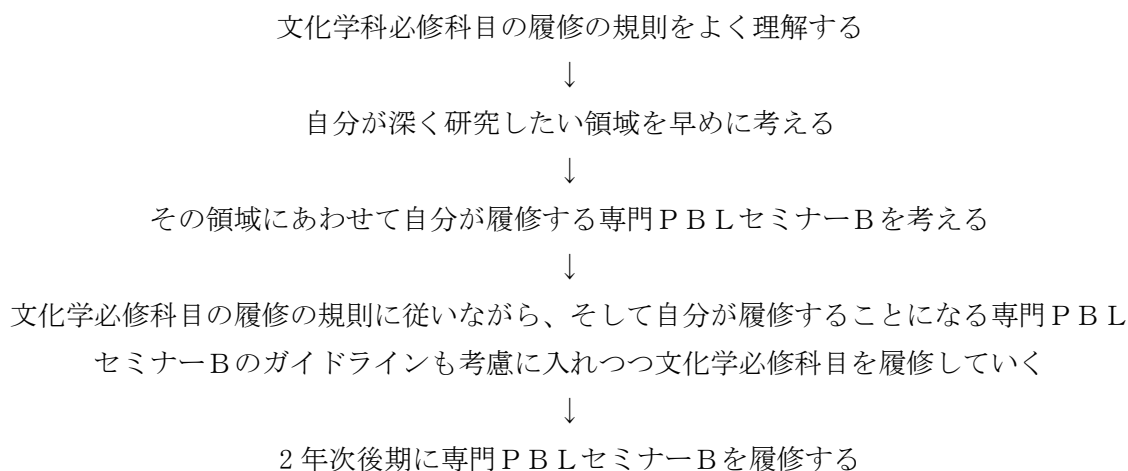 文化学科必修科目の履修の規則をよく理解する
↓
自分が深く研究したい領域を早めに考える
↓
その領域にあわせて自分が履修する専門ＰＢＬセミナーＢを考える
↓
文化学必修科目の履修の規則に従いながら、そして自分が履修することになる専門ＰＢＬ
セミナーＢのガイドラインも考慮に入れつつ文化学必修科目を履修していく
↓
２年次後期に専門ＰＢＬセミナーＢを履修する